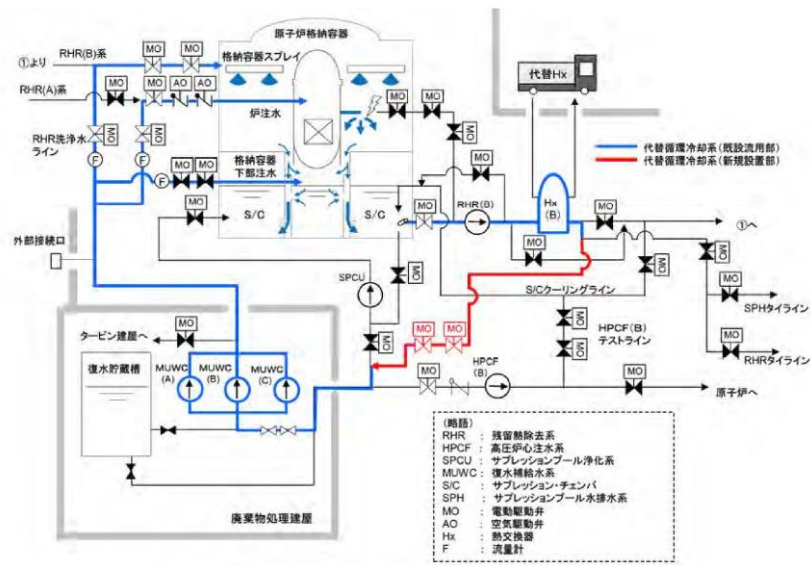 原子炉格納容器
MO
MO
RHR(B)系
①より
格納容器スプレイ
代替Hx
MO
AO
AO
RHR(A)系
MO
MO
MO
炉注水
MO
代替循環冷却系(既設流用部)
代替循環冷却系(新規設置部)
RHR洗浄水
ライン
MO
MO
F
F
格納容器
下部注水
MO
MO
F
MO
MO
S/C
S/C
MO
RHR(B)
Hx
(B)
MO
①へ
外部接続口
MO
MO
MO
MO
SPCU
S/Cクーリングライン
SPHタイライン
タービン建屋へ
MO
MO
MO
MO
HPCF(B)
テストライン
MO
MO
MO
RHRタイライン
復水貯蔵槽
MUWC
(A)
MUWC
(B)
MUWC
(C)
MO
HPCF
(B)
MO
原子炉へ
(略語)
RHR : 残留熱除去系
HPCF : 高圧炉心注水系
SPCU : サプレッションプール浄化系
MUWC : 復水補給水系
S/C : サプレッション・チェンバ
SPH : サプレッションプール水排水系
MO : 電動駆動弁
AO : 空気駆動弁
Hx : 熱交換器
F : 流量計
廃棄物処理建屋